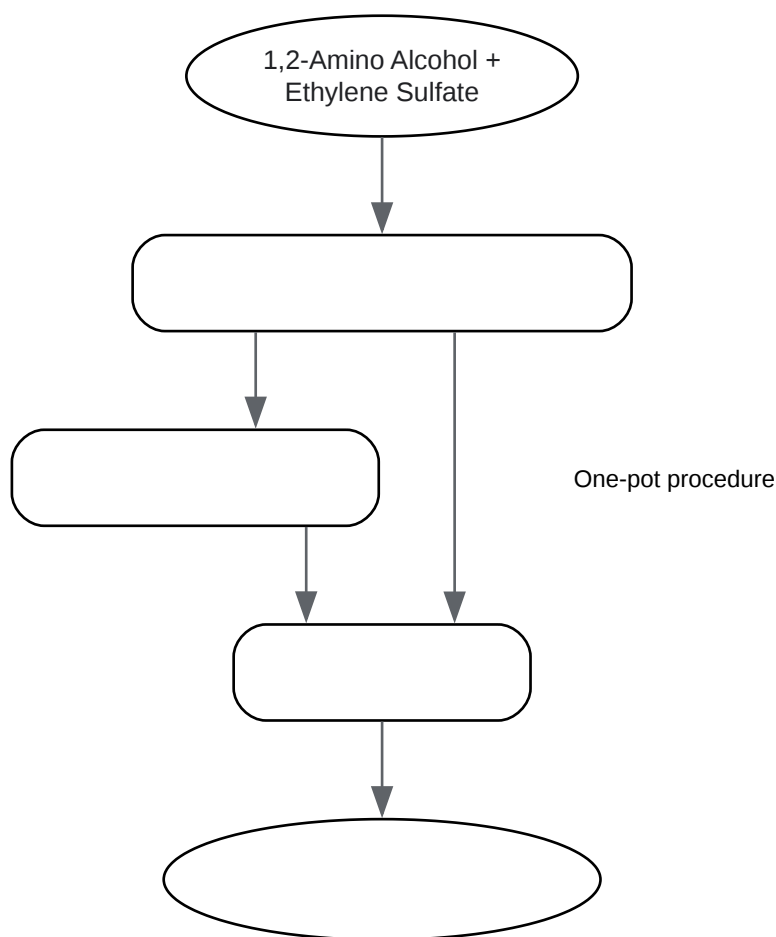 1,2-Amino Alcohol +
Ethylene Sulfate
One-pot procedure